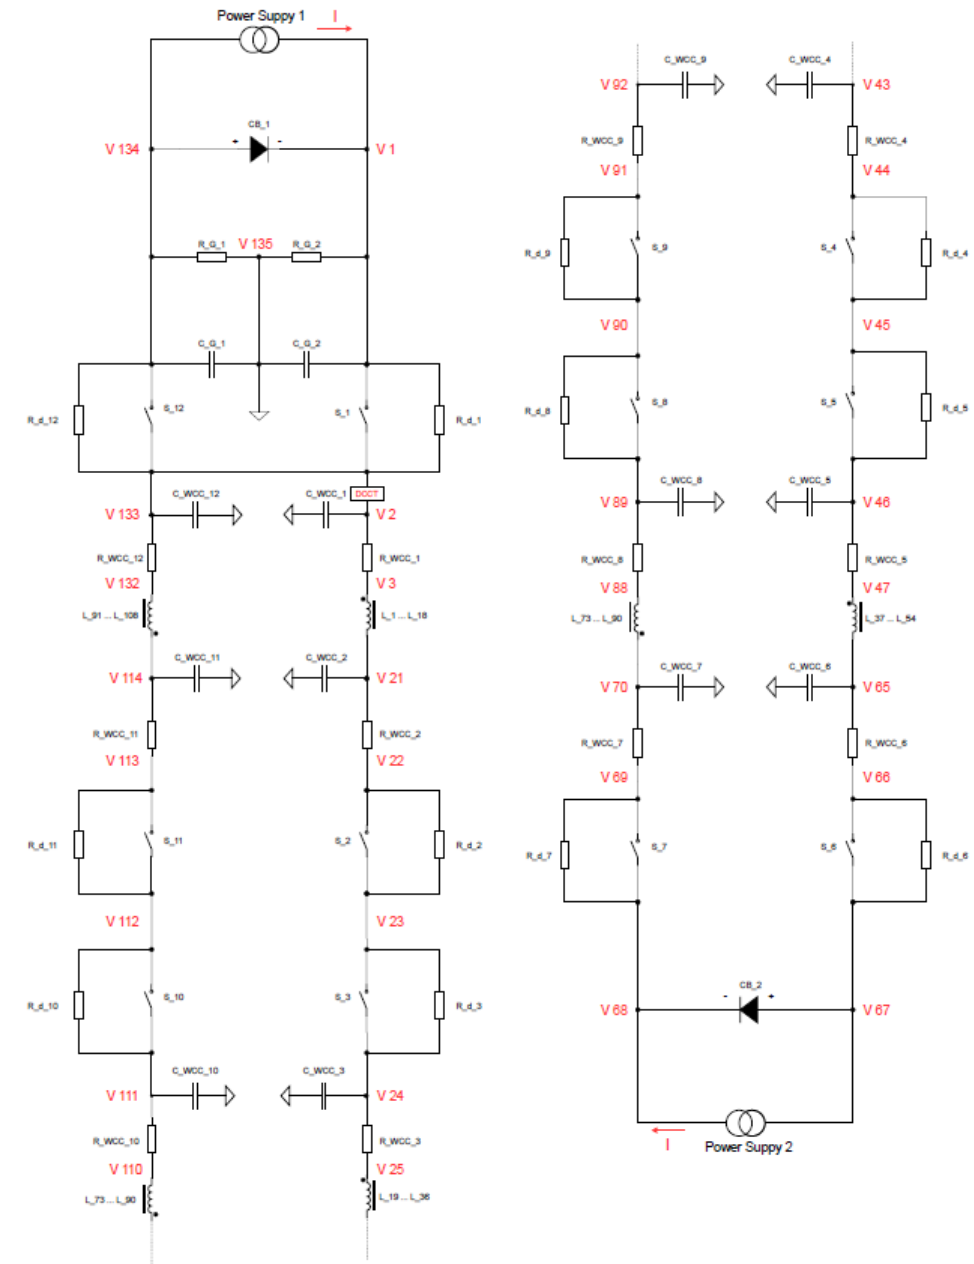 Power Suppy 1
I
CB_1
+ -
V 134
V 1
R_G_1
V 135
R_G_2
C_G_1
C_G_2
R_d_12
S_12
S_1
R_d_1
C_WCC_12
C_WCC_1
DCCT
V 133
V 2
R_WCC_12
R_WCC_1
V 132
V 3
L_91 ... L_108
L_1 ... L_18
C_WCC_11
C_WCC_2
V 114
V 21
R_WCC_11
R_WCC_2
V 113
V 22
R_d_11
S_11
S_2
R_d_2
V 112
V 23
R_d_10
S_10
S_3
R_d_3
C_WCC_10
C_WCC_3
V 111
V 24
R_WCC_10
R_WCC_3
V 110
V 25
L_73 ... L_90
L_19 ... L_36
C_WCC_9
C_WCC_4
V 92
V 43
R_WCC_9
R_WCC_4
V 91
V 44
R_d_9
S_9
S_4
R_d_4
V 90
V 45
R_d_8
S_8
S_5
R_d_5
C_WCC_8
C_WCC_5
V 89
V 46
R_WCC_8
R_WCC_5
V 88
V 47
L_73 ... L_90
L_37 ... L_54
C_WCC_7
C_WCC_6
V 70
V 65
R_WCC_7
R_WCC_6
V 69
V 66
R_d_7
S_7
S_6
R_d_6
CB_2
- +
V 68
V 67
I
Power Suppy 2